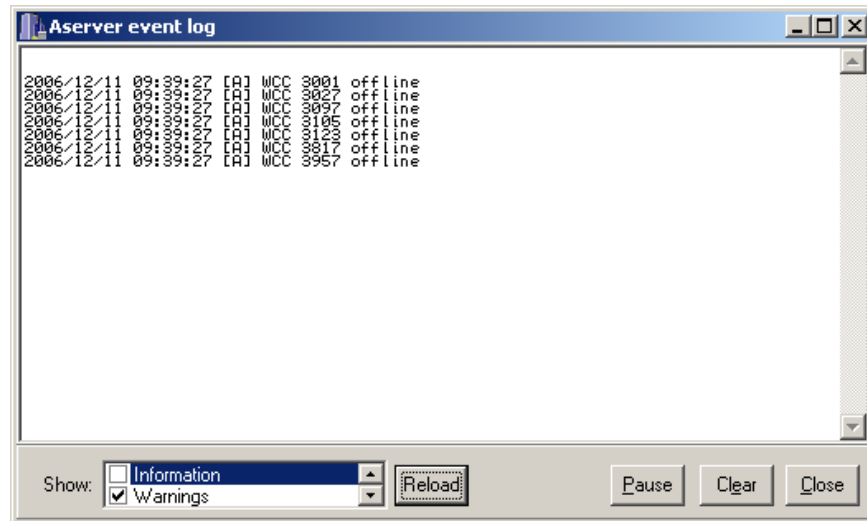 Aserver event log
2006/12/11 09:39:27 [A] WCC 3001 offline
2006/12/11 09:39:27 [A] WCC 3027 offline
2006/12/11 09:39:27 [A] WCC 3097 offline
2006/12/11 09:39:27 [A] WCC 3105 offline
2006/12/11 09:39:27 [A] WCC 3123 offline
2006/12/11 09:39:27 [A] WCC 3817 offline
2006/12/11 09:39:27 [A] WCC 3957 offline
Show: Information
Warnings
Reload Pause Clear Close